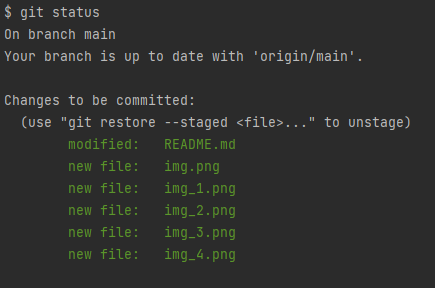 $ git status
On branch main
Your branch is up to date with 'origin/main'.
Changes to be committed:
(use "git restore --staged <file>..." to unstage)
modified: README.md
new file: img.png
new file: img_1.png
new file: img_2.png
new file: img_3.png
new file: img_4.png